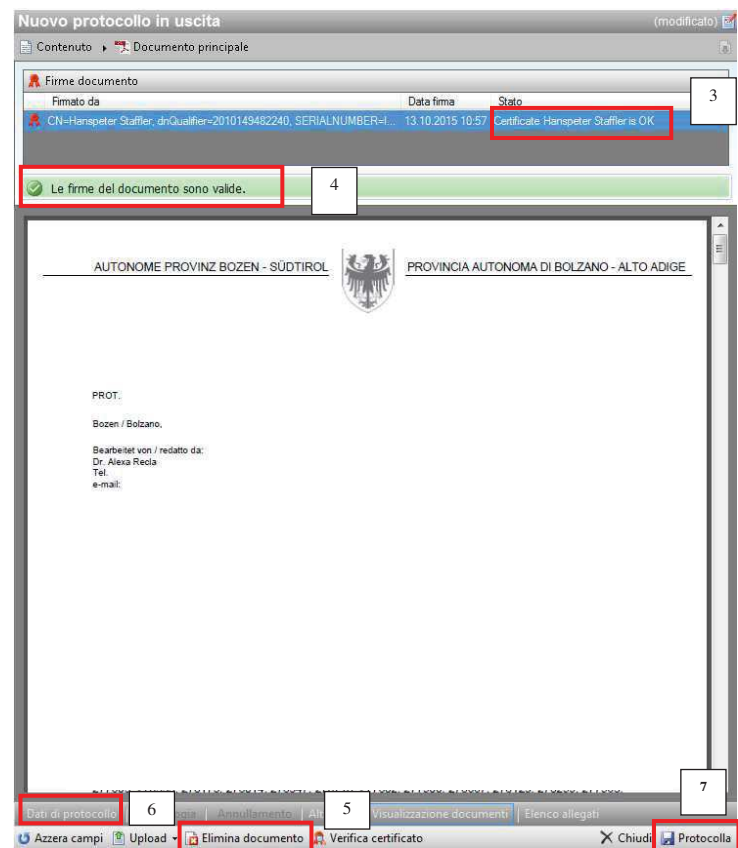 Nuovo protocollo in uscita (modificato)
Contenuto Documento principale
Firme documento
Firmato da Data firma Stato
3
CN=Hanspeter Staffler, dnQualifier=2010149482240, SERIALNUMBER=I... 13.10.2015 10:57 Certificate Hanspeter Staffler is OK
Le firme del documento sono valide.
4
AUTONOME PROVINZ BOZEN - SÜDTIROL PROVINCIA AUTONOMA DI BOLZANO - ALTO ADIGE
PROT.
Bozen / Bolzano,
Bearbeitet von / redatto da:
Dr. Alexa Recla
Tel.
e-mail:
7
Dati di protocollo 6 | Annullamento | 5 Visualizzazione documenti | Elenco allegati
Azzera campi Upload Elimina documento Verifica certificato Chiudi Protocolla